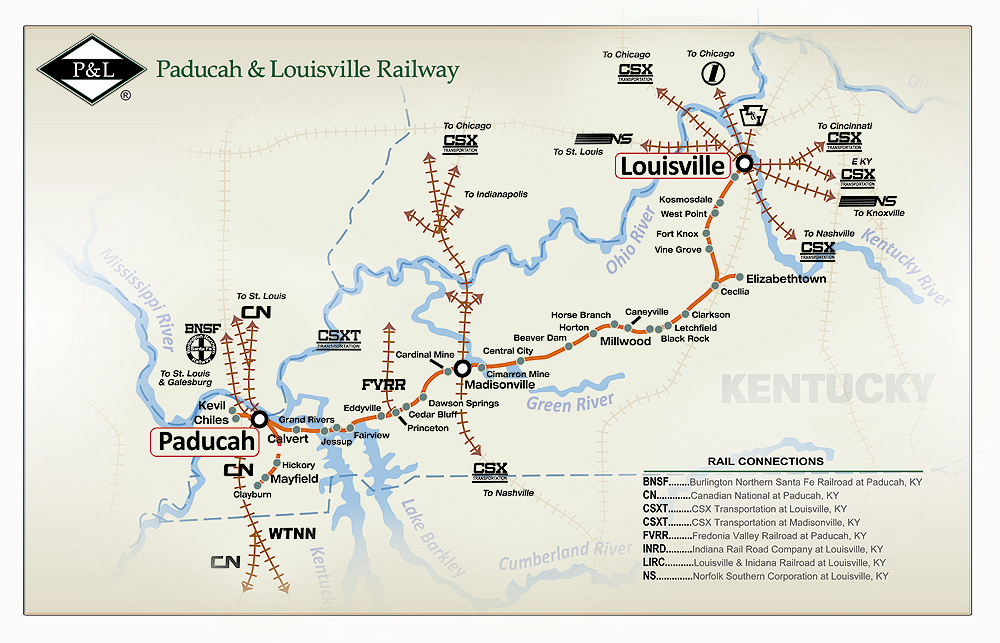 P&L
®
Paducah & Louisville Railway
To Chicago
CSX
TRANSPORTATION
To Chicago
Ohio
To Chicago
CSX
TRANSPORTATION
NS
To St. Louis
To Cincinnati
CSX
TRANSPORTATION
E KY
CSX
TRANSPORTATION
NS
To Knoxville
Louisville
To Indianapolis
Kosmosdale
West Point
Fort Knox
Vine Grove
Ohio River
To Nashville
CSX
TRANSPORTATION
Kentucky River
Mississippi River
Elizabethtown
Cecilia
To St. Louis
CN
BNSF
Santa Fe
To St. Louis
& Galesburg
CSXT
TRANSPORTATION
Horse Branch
Caneyville
Clarkson
Horton
Letchfield
Beaver Dam
Millwood
Black Rock
Central City
Cardinal Mine
Cimarron Mine
Madisonville
FVRR
KENTUCKY
Green River
Dawson Springs
Kevil
Chiles
Eddyville
Cedar Bluff
Grand Rivers
Princeton
Paducah
Calvert
Jessup
Fairview
CN
Hickory
Mayfield
Clayburn
CSX
TRANSPORTATION
To Nashville
WTNN
CN
Kentucky
Lake Barkley
Cumberland River
RAIL CONNECTIONS
BNSF........Burlington Northern Santa Fe Railroad at Paducah, KY
CN............Canadian National at Paducah, KY
CSXT.........CSX Transportation at Louisville, KY
CSXT.........CSX Transportation at Madisonville, KY
FVRR.........Fredonia Valley Railroad at Paducah, KY
INRD.........Indiana Rail Road Company at Louisville, KY
LIRC..........Louisville & Inidana Railroad at Louisville, KY
NS.............Norfolk Southern Corporation at Louisville, KY